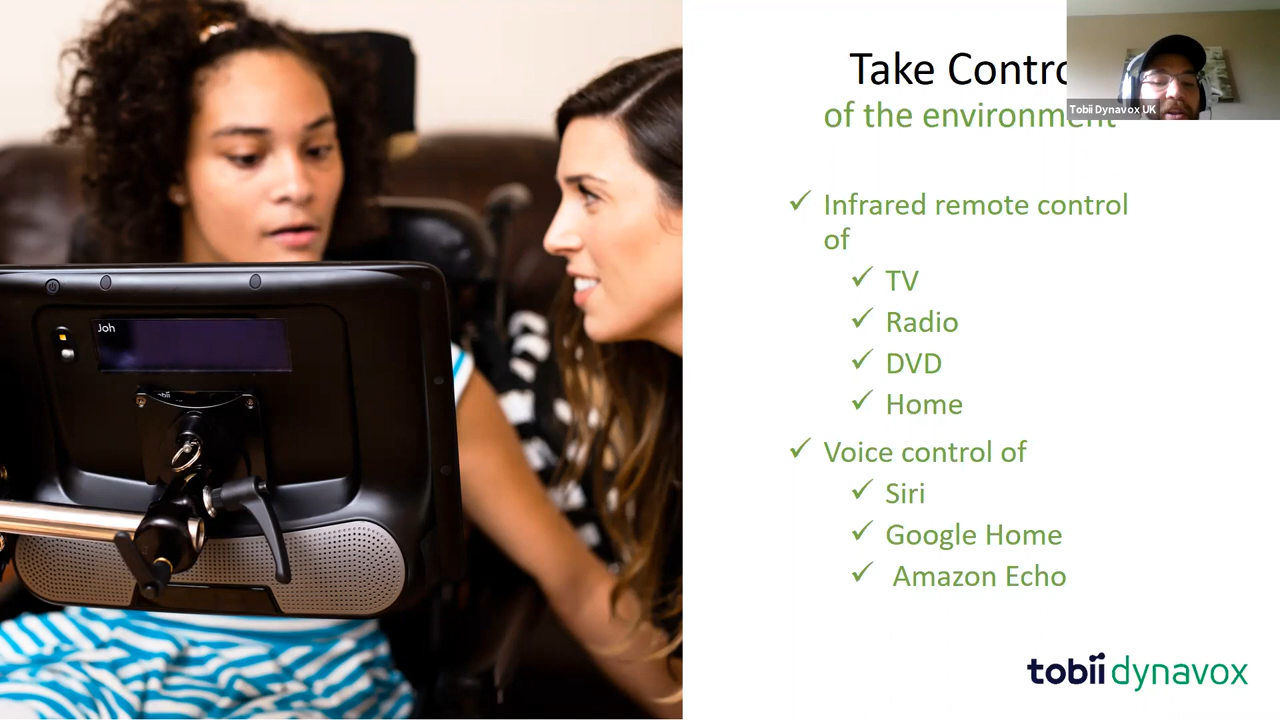 Take Contro
of the environment
Tobii Dynavox UK
Infrared remote control
of
TV
Radio
DVD
Home
Voice control of
Siri
Google Home
Amazon Echo
Joh
tobii
tobii dynavox